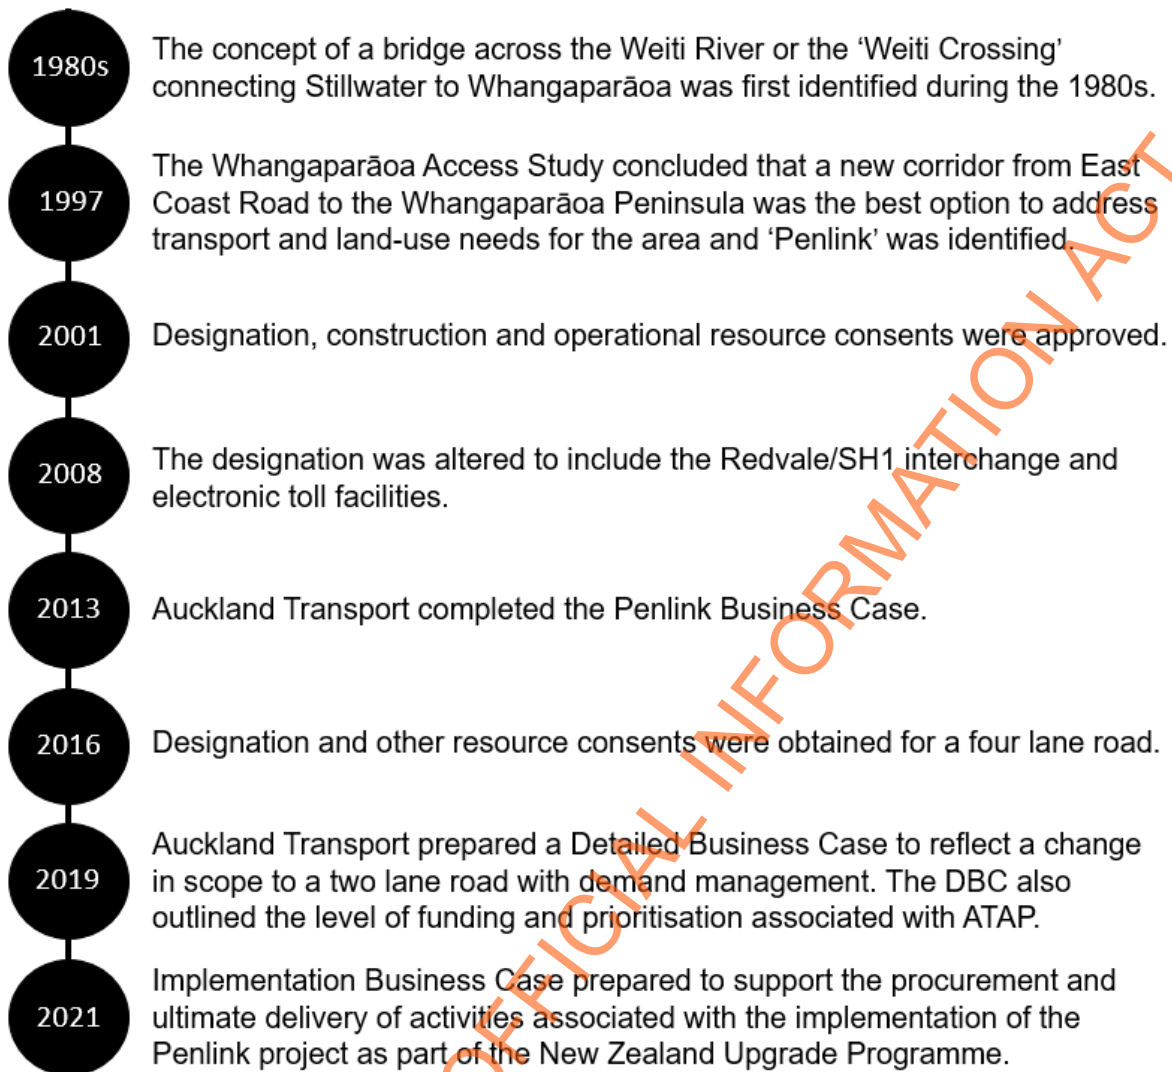 1980s
The concept of a bridge across the Weiti River or the ‘Weiti Crossing’
connecting Stillwater to Whangaparāoa was first identified during the 1980s.
1997
The Whangaparāoa Access Study concluded that a new corridor from East
Coast Road to the Whangaparāoa Peninsula was the best option to address
transport and land-use needs for the area and ‘Penlink’ was identified.
2001
Designation, construction and operational resource consents were approved.
2008
The designation was altered to include the Redvale/SH1 interchange and
electronic toll facilities.
2013
Auckland Transport completed the Penlink Business Case.
2016
Designation and other resource consents were obtained for a four lane road.
2019
Auckland Transport prepared a Detailed Business Case to reflect a change
in scope to a two lane road with demand management. The DBC also
outlined the level of funding and prioritisation associated with ATAP.
2021
Implementation Business Case prepared to support the procurement and
ultimate delivery of activities associated with the implementation of the
Penlink project as part of the New Zealand Upgrade Programme.
OFFICIAL INFORMATION ACT